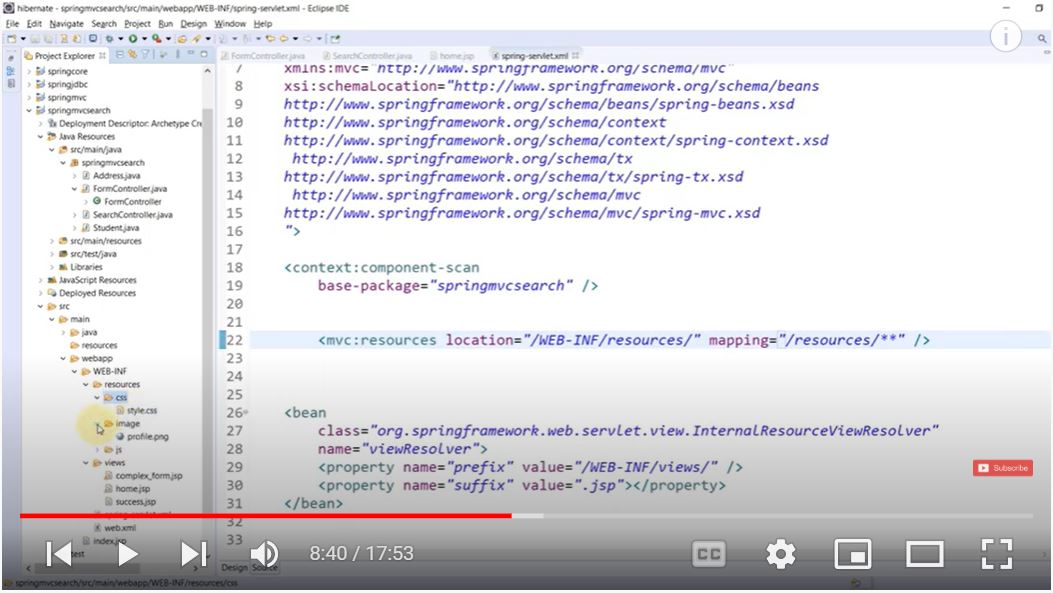 hibernate - springmvcsearch/src/main/webapp/WEB-INF/spring-servlet.xml - Eclipse IDE
File Edit Navigate Search Project Run Design Window Help
Project Explorer
FormController.java SearchController.java home.jsp spring-servlet.xml
springcore
springjdbc
springmvc
springmvcsearch
Deployment Descriptor: Archetype Cre
Java Resources
src/main/java
springmvcsearch
Address.java
FormController.java
FormController
SearchController.java
Student.java
src/main/resources
src/test/java
Libraries
JavaScript Resources
Deployed Resources
src
main
java
resources
webapp
WEB-INF
resources
css
style.css
image
profile.png
js
views
complex_form.jsp
home.jsp
success.jsp
spring-servlet.xml
web.xml
index.jsp
test
7 xmlns:mvc="http://www.springframework.org/schema/mvc"
8 xsi:schemaLocation="http://www.springframework.org/schema/beans
9 http://www.springframework.org/schema/beans/spring-beans.xsd
10 http://www.springframework.org/schema/context
11 http://www.springframework.org/schema/context/spring-context.xsd
12 http://www.springframework.org/schema/tx
13 http://www.springframework.org/schema/tx/spring-tx.xsd
14 http://www.springframework.org/schema/mvc
15 http://www.springframework.org/schema/mvc/spring-mvc.xsd
16 ">
17
18 <context:component-scan
19 base-package="springmvcsearch" />
20
21
22 <mvc:resources location="/WEB-INF/resources/" mapping="/resources/**" />
23
24
25
26 <bean
27 class="org.springframework.web.servlet.view.InternalResourceViewResolver"
28 name="viewResolver">
29 <property name="prefix" value="/WEB-INF/views/" />
30 <property name="suffix" value=".jsp"></property>
31 </bean>
32
33
Subscribe
8:40 / 17:53
CC
Design Source
springmvcsearch/src/main/webapp/WEB-INF/resources/css